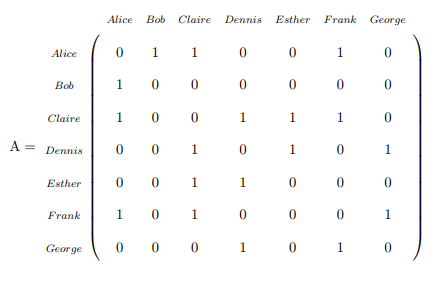 Alice Bob Claire Dennis Esther Frank George
Alice 0 1 1 0 0 1 0
Bob 1 0 0 0 0 0 0
Claire 1 0 0 1 1 1 0
A = Dennis 0 0 1 0 1 0 1
Esther 0 0 1 1 0 0 0
Frank 1 0 1 0 0 0 1
George 0 0 0 1 0 1 0